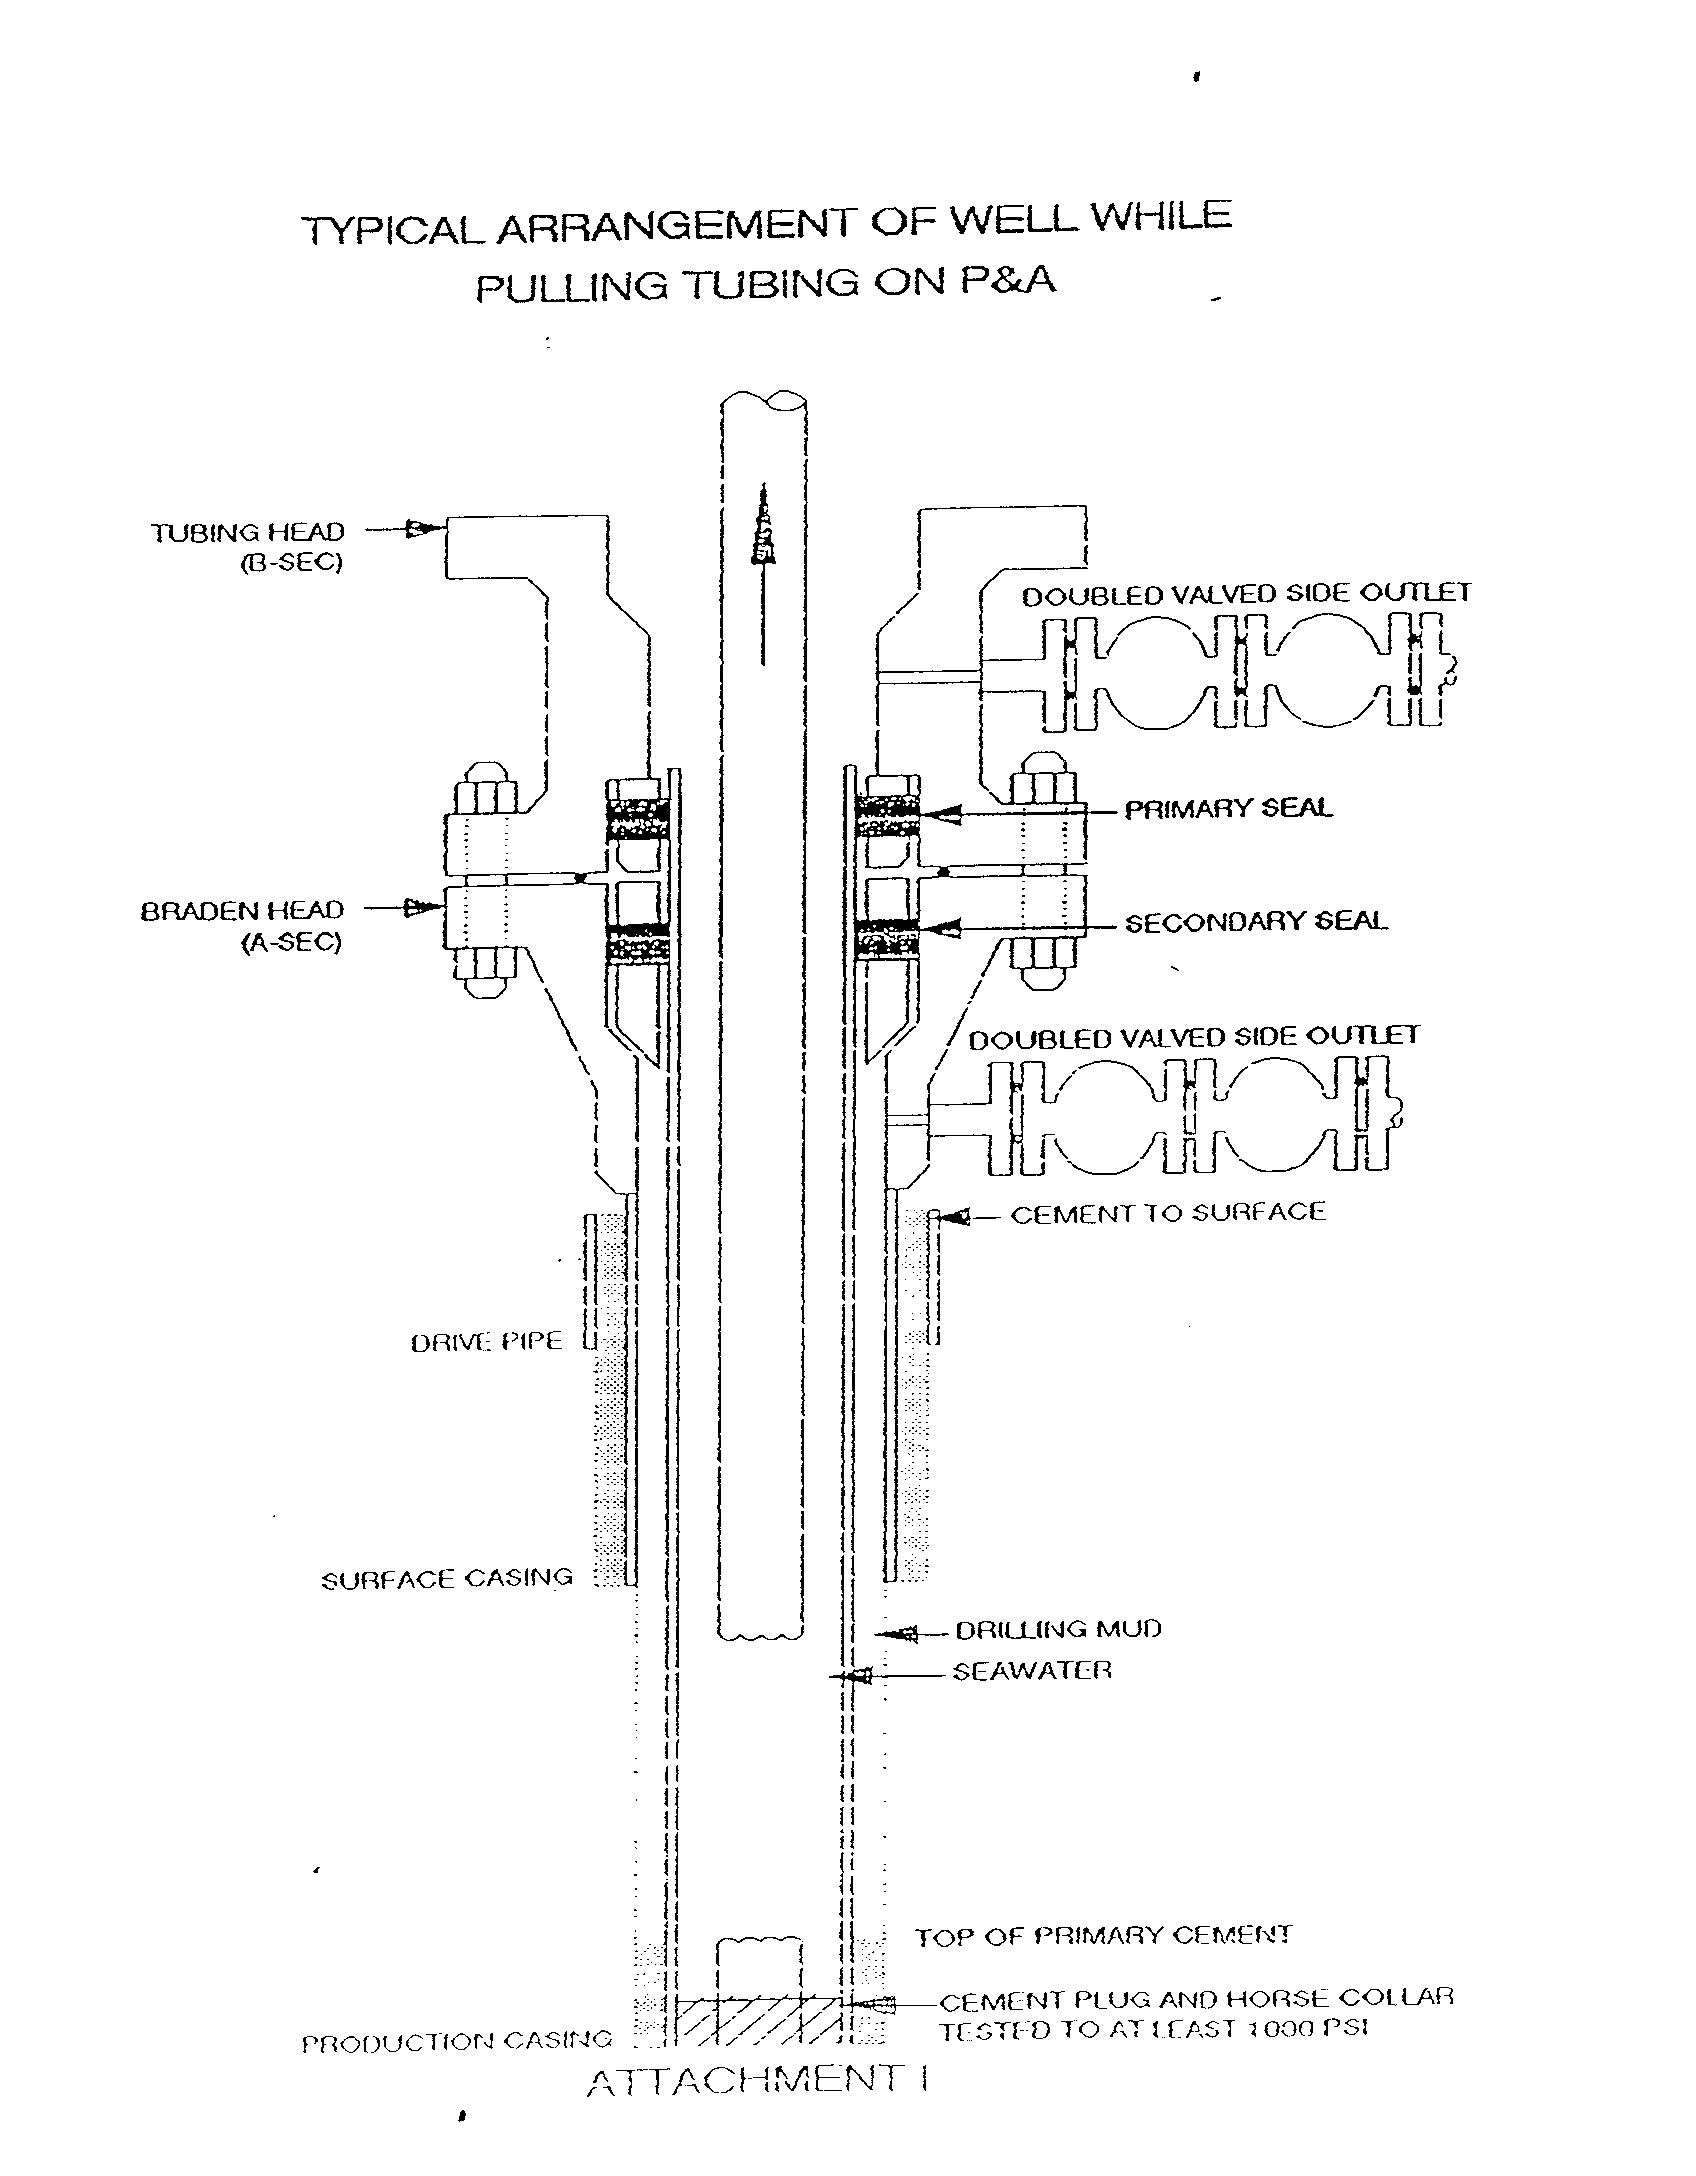 TYPICAL ARRANGEMENT OF WELL WHILE
PULLING TUBING ON P&A
TUBING HEAD
(B-SEC)
DOUBLED VALVED SIDE OUTLET
PRIMARY SEAL
BRADEN HEAD
(A-SEC)
SECONDARY SEAL
DOUBLED VALVED SIDE OUTLET
CEMENT TO SURFACE
DRIVE PIPE
SURFACE CASING
DRILLING MUD
SEAWATER
TOP OF PRIMARY CEMENT
CEMENT PLUG AND HORSE COLLAR
TESTED TO AT LEAST 1000 PSI
PRODUCTION CASING
ATTACHMENT I